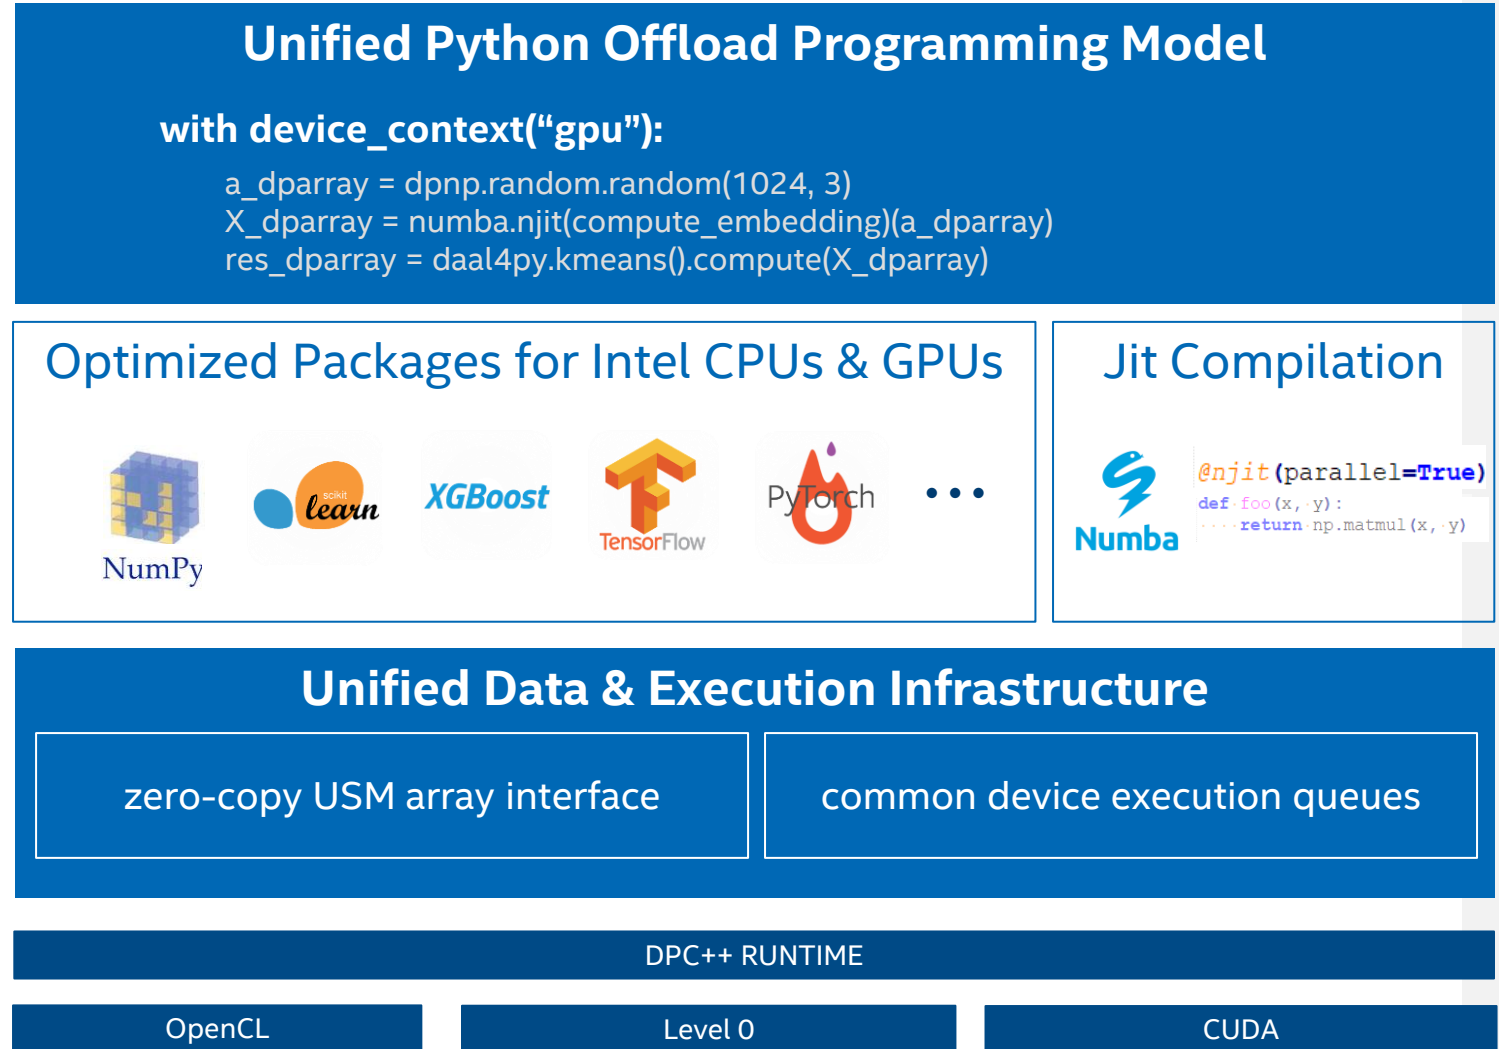 Unified Python Offload Programming Model
with device_context(“gpu”):
a_dparray = dpnp.random.random(1024, 3)
X_dparray = numba.njit(compute_embedding)(a_dparray)
res_dparray = daal4py.kmeans().compute(X_dparray)
Optimized Packages for Intel CPUs & GPUs
NumPy
scikit
learn
XGBoost
TensorFlow
PyTorch
...
Jit Compilation
Numba
@njit(parallel=True)
def foo(x, y):
    return np.matmul(x, y)
Unified Data & Execution Infrastructure
zero-copy USM array interface
common device execution queues
DPC++ RUNTIME
OpenCL
Level 0
CUDA